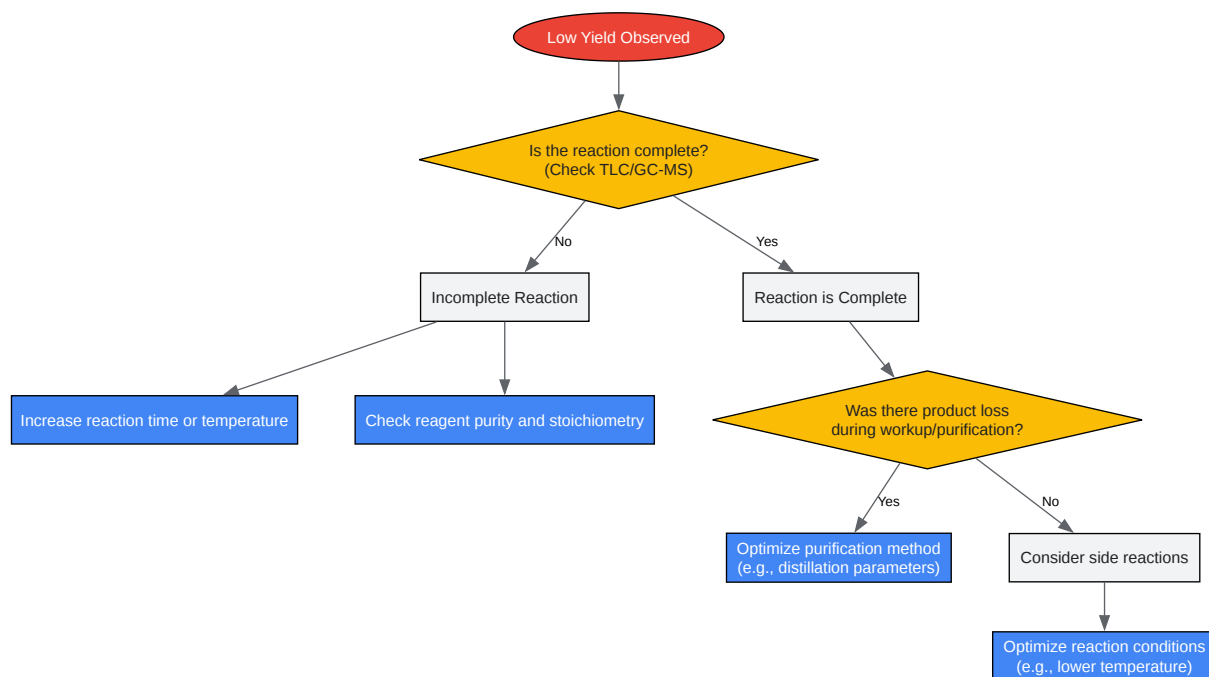 Low Yield Observed
Is the reaction complete?
(Check TLC/GC-MS)
No
Yes
Incomplete Reaction
Reaction is Complete
Increase reaction time or temperature
Check reagent purity and stoichiometry
Was there product loss
during workup/purification?
Yes
No
Optimize purification method
(e.g., distillation parameters)
Consider side reactions
Optimize reaction conditions
(e.g., lower temperature)